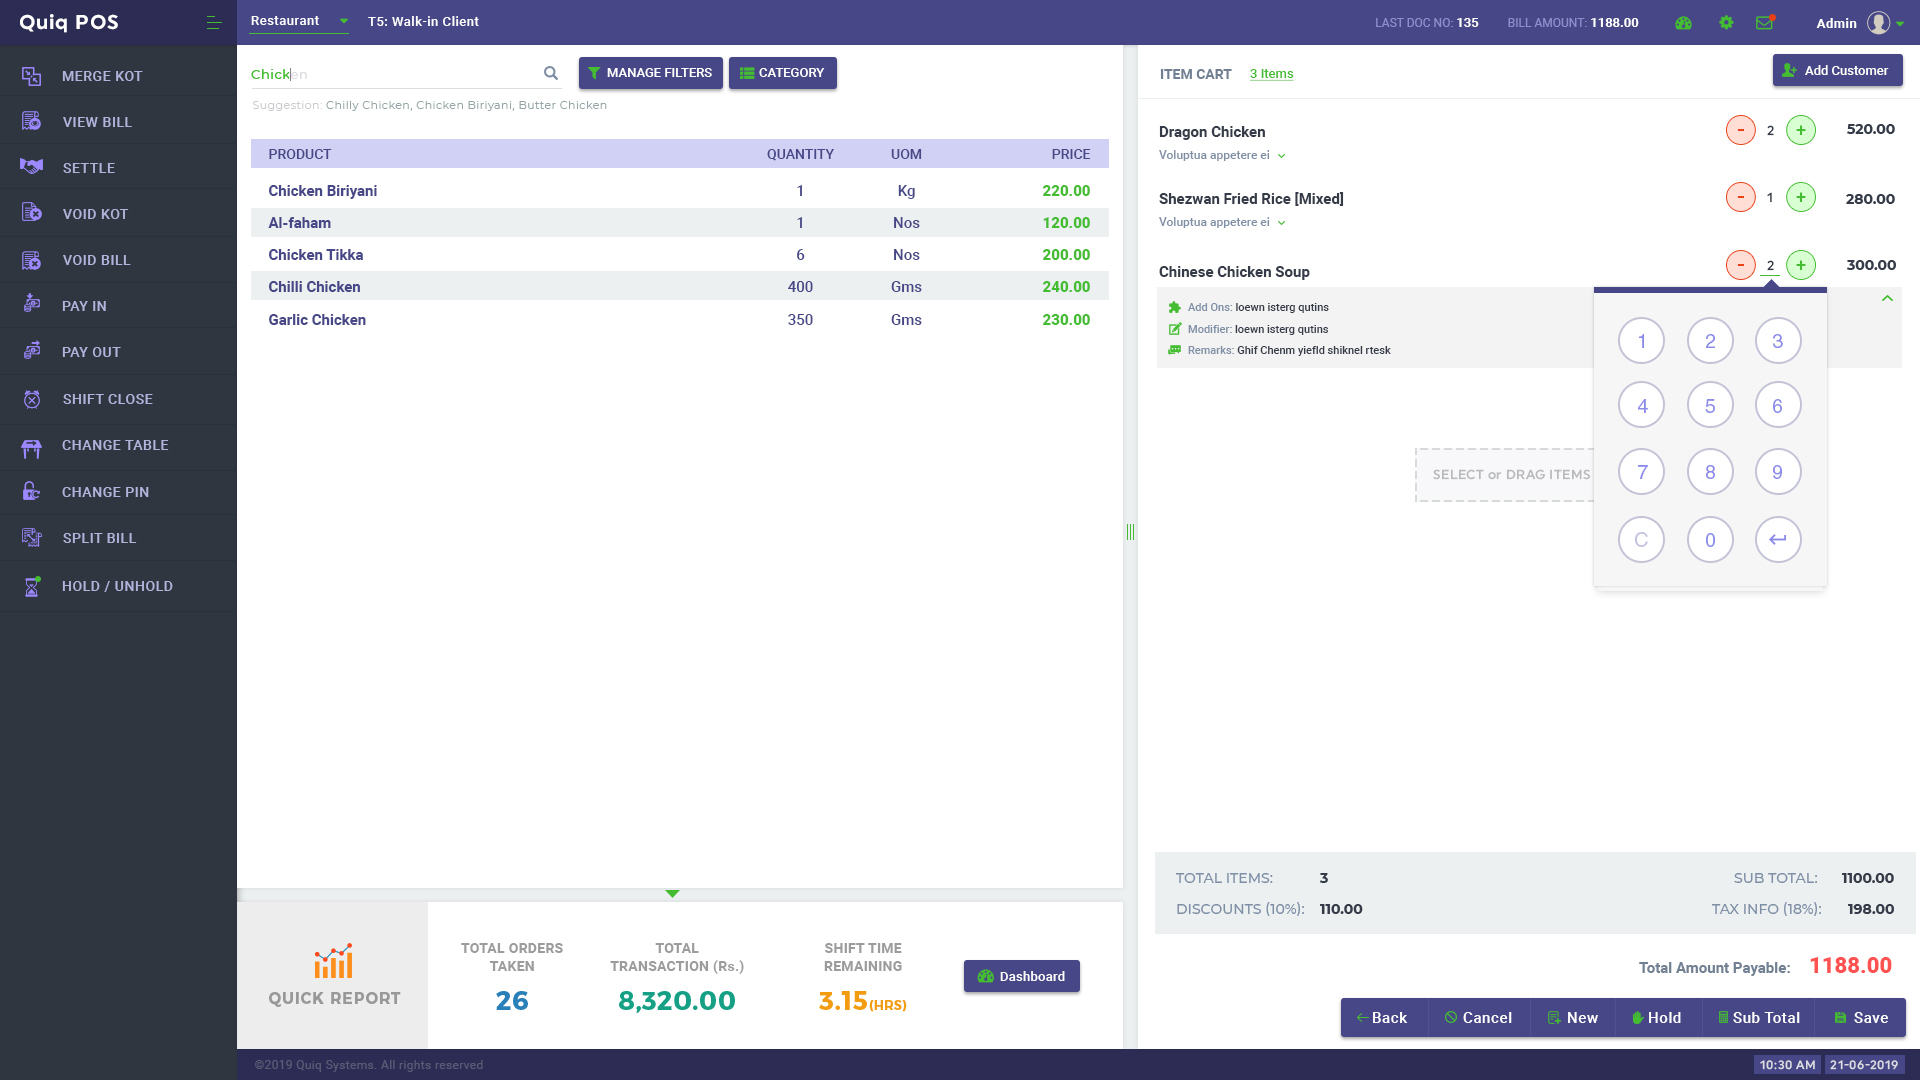 Quiq POS
Restaurant
T5: Walk-in Client
LAST DOC NO: 135
BILL AMOUNT: 1188.00
Admin
MERGE KOT
VIEW BILL
SETTLE
VOID KOT
VOID BILL
PAY IN
PAY OUT
SHIFT CLOSE
CHANGE TABLE
CHANGE PIN
SPLIT BILL
HOLD / UNHOLD
Chicken
MANAGE FILTERS
CATEGORY
Suggestion: Chilly Chicken, Chicken Biriyani, Butter Chicken
PRODUCT QUANTITY UOM PRICE
Chicken Biriyani 1 Kg 220.00
Al-faham 1 Nos 120.00
Chicken Tikka 6 Nos 200.00
Chilli Chicken 400 Gms 240.00
Garlic Chicken 350 Gms 230.00
ITEM CART 3 Items
Add Customer
Dragon Chicken - 2 + 520.00
Voluptua appetere ei
Shezwan Fried Rice [Mixed] - 1 + 280.00
Voluptua appetere ei
Chinese Chicken Soup - 2 + 300.00
Add Ons: loewn isterg qutins
Modifier: loewn isterg qutins
Remarks: Ghif Chenm yiefld shiknel rtesk
1 2 3
4 5 6
7 8 9
C 0
SELECT or DRAG ITEMS
TOTAL ITEMS: 3 SUB TOTAL: 1100.00
DISCOUNTS (10%): 110.00 TAX INFO (18%): 198.00
Total Amount Payable: 1188.00
Back Cancel New Hold Sub Total Save
QUICK REPORT
TOTAL ORDERS
TAKEN
26
TOTAL
TRANSACTION (Rs.)
8,320.00
SHIFT TIME
REMAINING
3.15(HRS)
Dashboard
©2019 Quiq Systems. All rights reserved
10:30 AM 21-06-2019